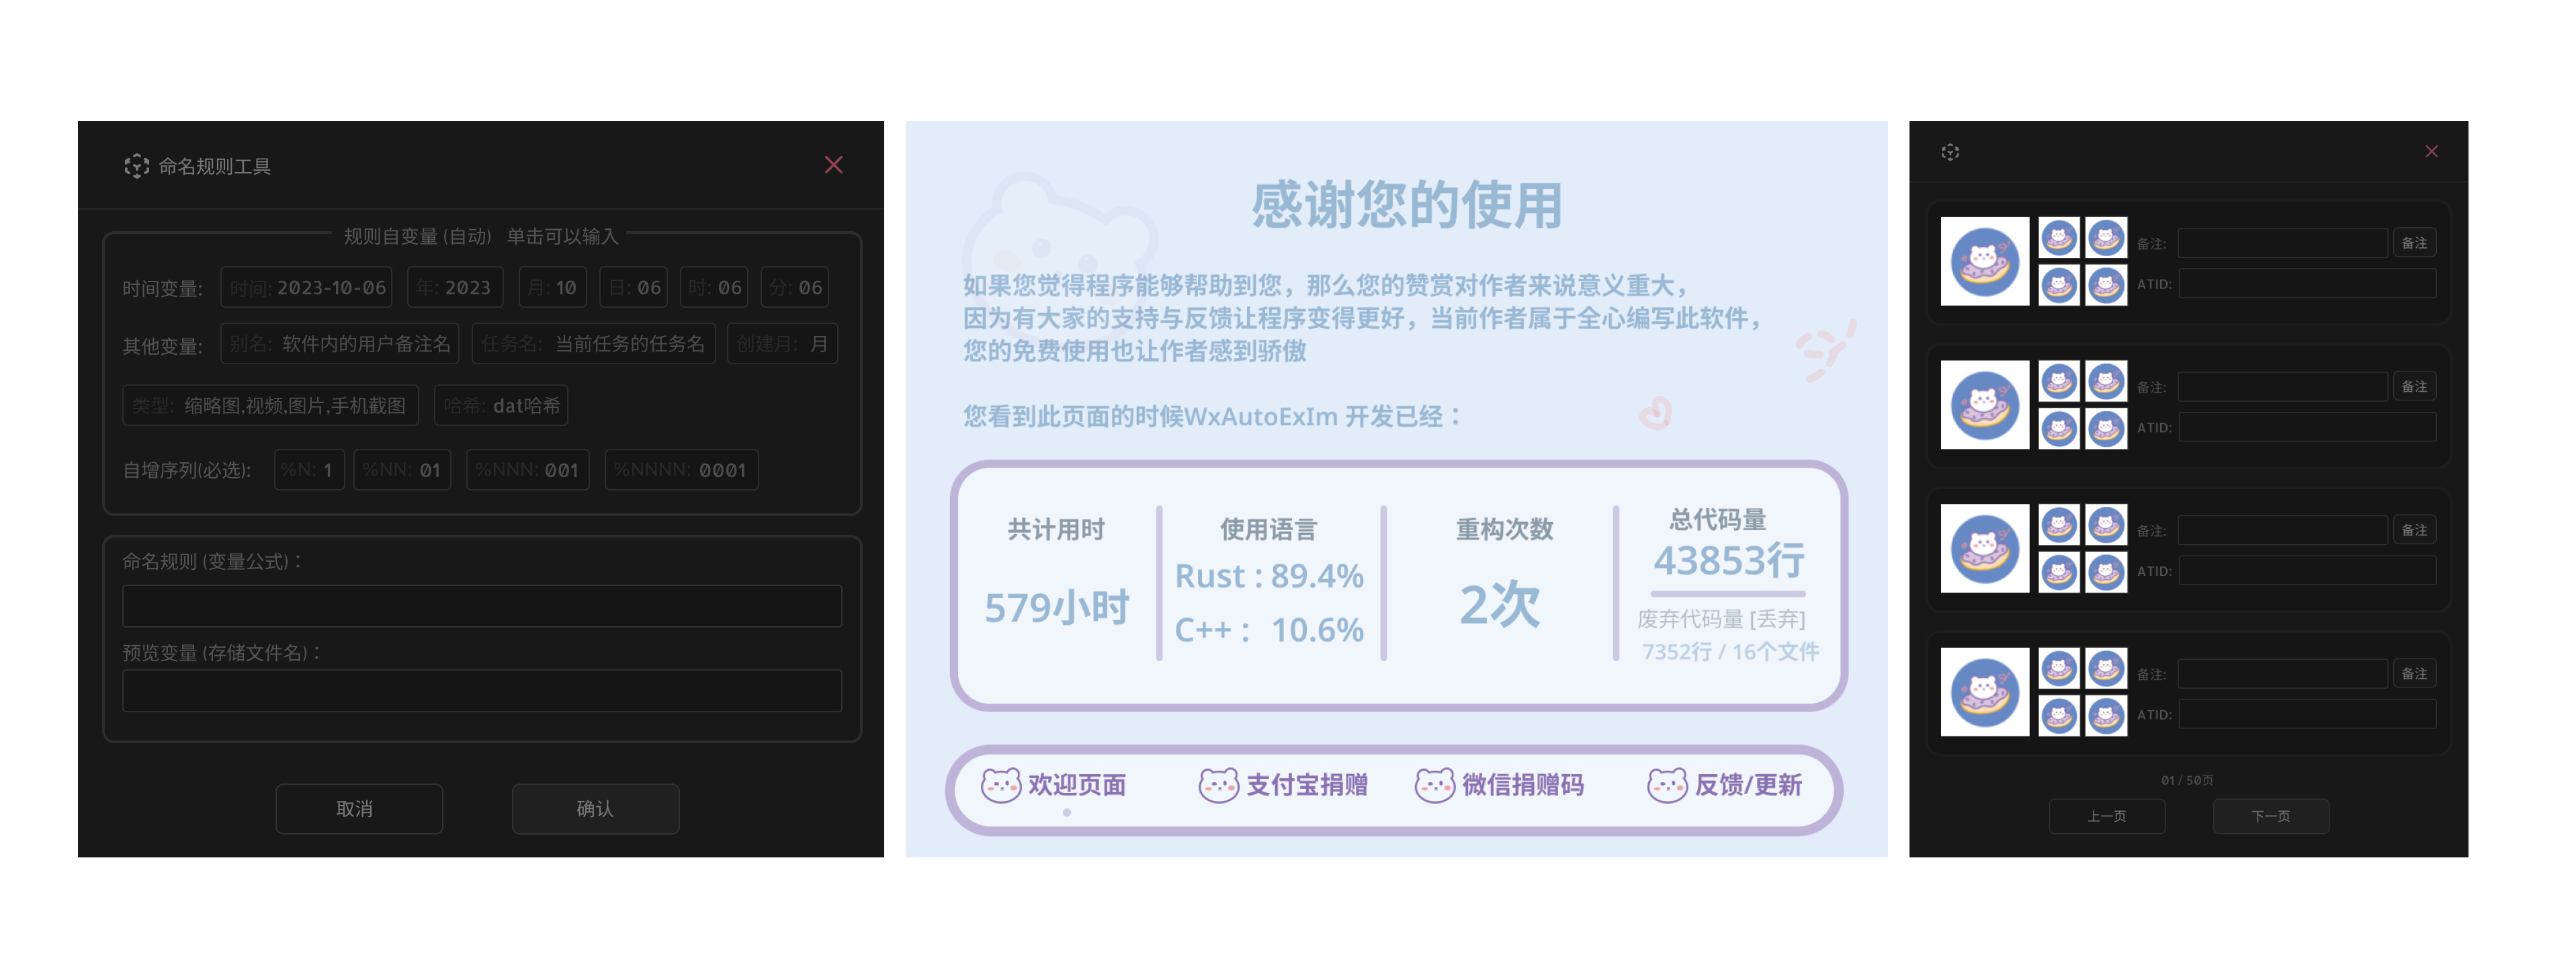 命名规则工具
规则自变量 (自动) 单击可以输入
时间变量: 时间: 2023-10-06 年: 2023 月: 10 日: 06 时: 06 分: 06
其他变量: 别名: 软件内的用户备注名 任务名: 当前任务的任务名 创建月: 月
类型: 缩略图,视频,图片,手机截图 哈希: dat哈希
自增序列(必选): %N: 1 %NN: 01 %NNN: 001 %NNNN: 0001
命名规则 (变量公式)：
预览变量 (存储文件名)：
取消 确认
感谢您的使用
如果您觉得程序能够帮助到您，那么您的赞赏对作者来说意义重大，
因为有大家的支持与反馈让程序变得更好，当前作者属于全心编写此软件，
您的免费使用也让作者感到骄傲
您看到此页面的时候WxAutoExIm 开发已经：
共计用时
579小时
使用语言
Rust : 89.4%
C++ : 10.6%
重构次数
2次
总代码量
43853行
废弃代码量 [丢弃]
7352行 / 16个文件
欢迎页面 支付宝捐赠 微信捐赠码 反馈/更新
备注: 备注
ATID:
备注: 备注
ATID:
备注: 备注
ATID:
备注: 备注
ATID:
01 / 50页
上一页 下一页